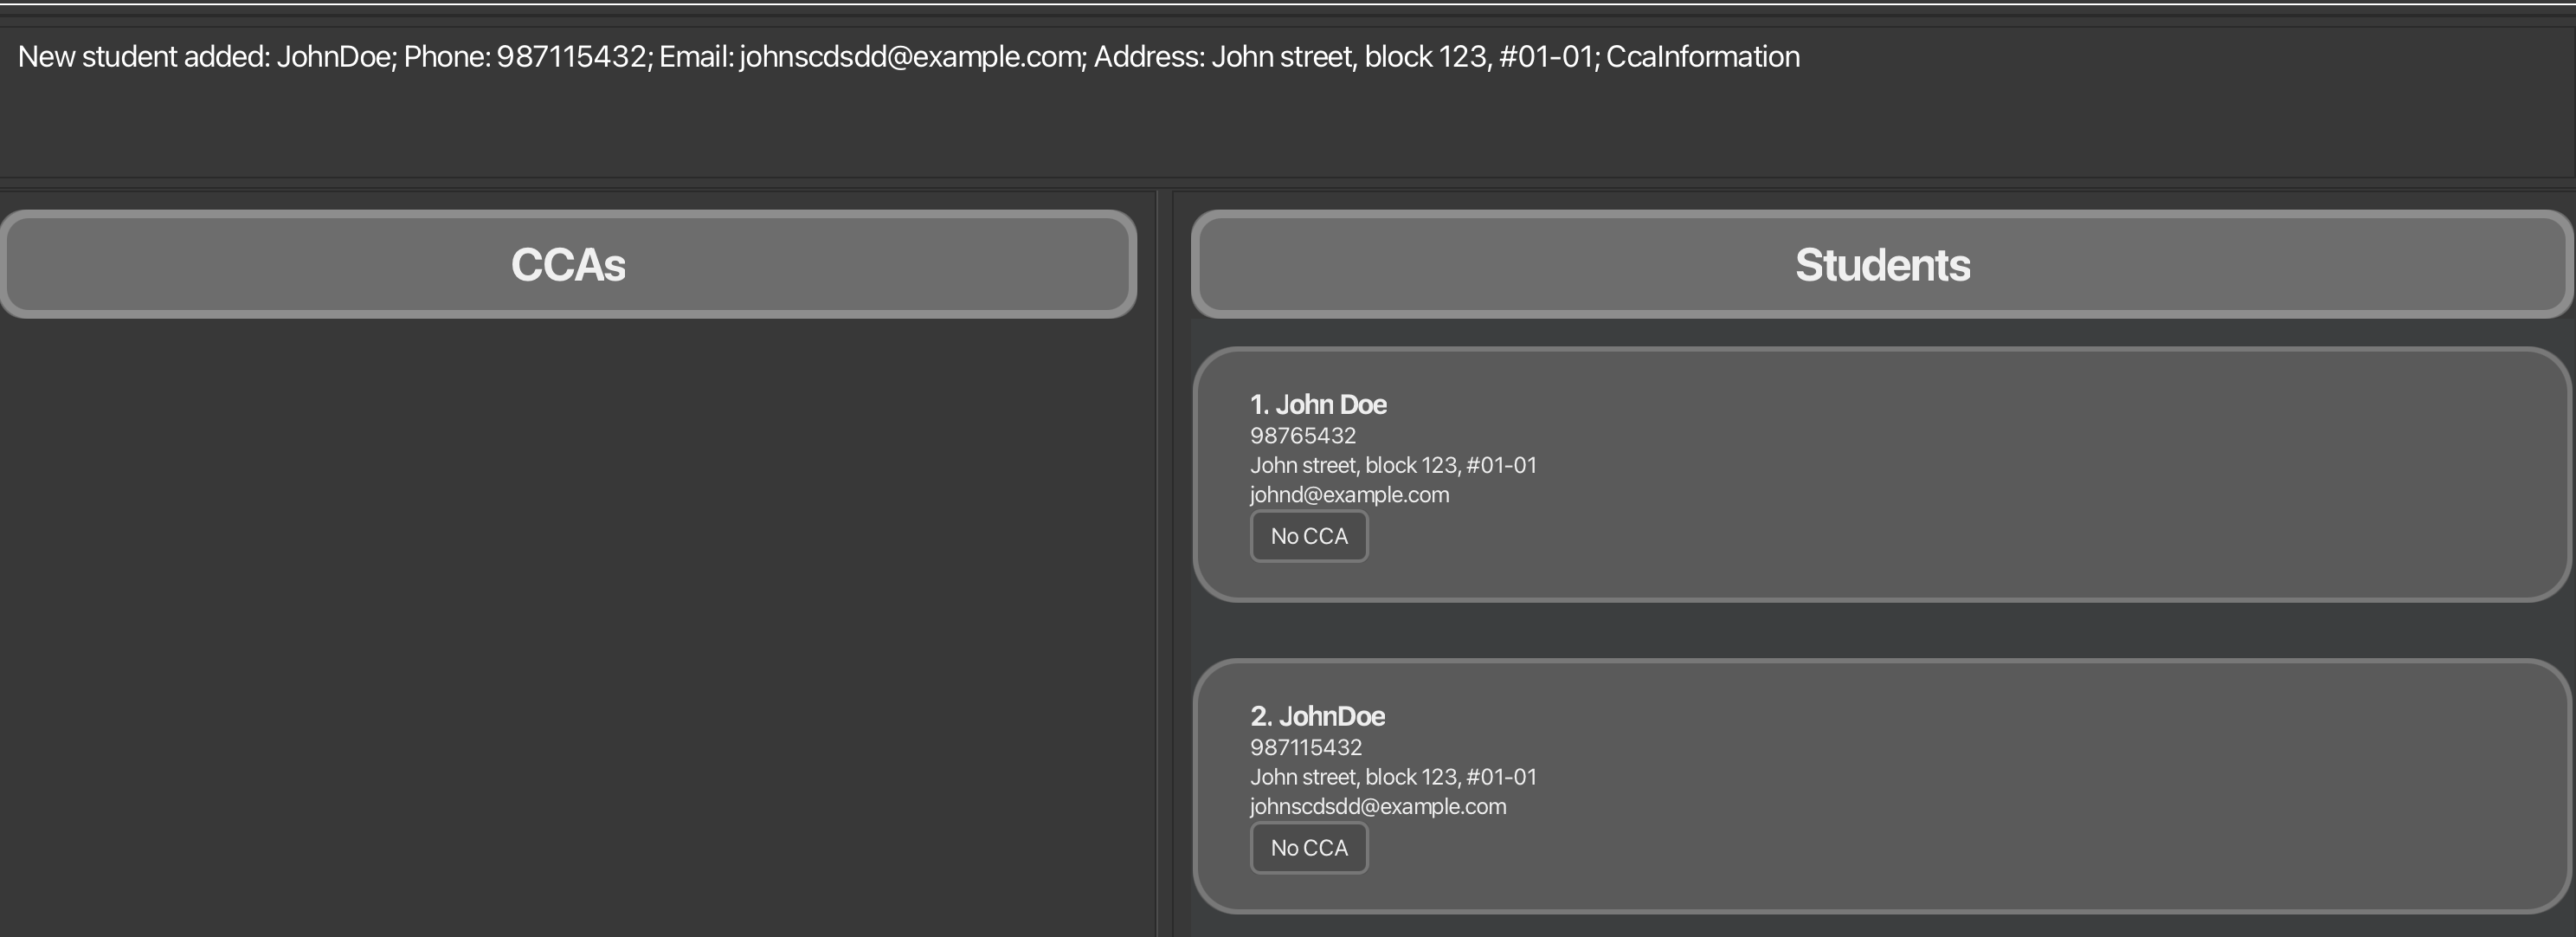 New student added: JohnDoe; Phone: 987115432; Email: johnscdsdd@example.com; Address: John street, block 123, #01-01; CcaInformation
CCAs
Students
1. John Doe
98765432
John street, block 123, #01-01
johnd@example.com
No CCA
2. JohnDoe
987115432
John street, block 123, #01-01
johnscdsdd@example.com
No CCA